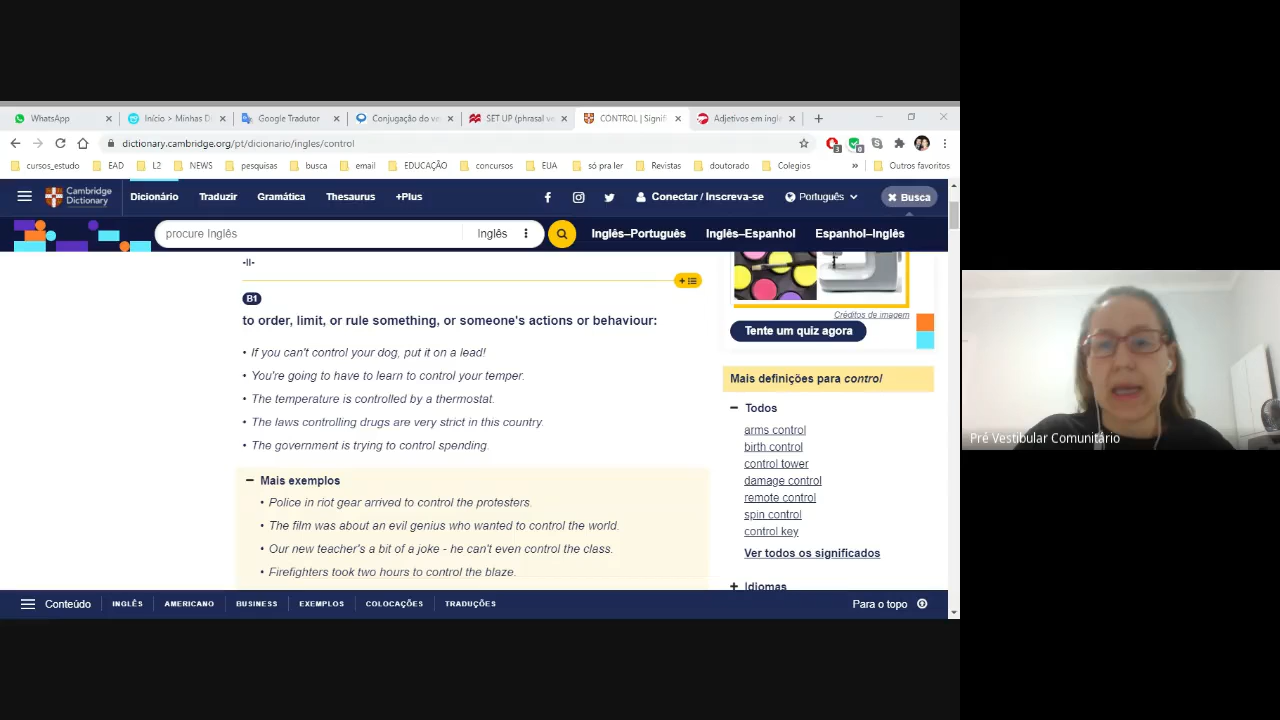 WhatsApp
Início > Minhas D
Google Tradutor
Conjugação do ve
SET UP (phrasal vo
CONTROL | Signifi
Adjetivos em inglê
dictionary.cambridge.org/pt/dicionario/ingles/control
cursos_estudo
EAD
L2
NEWS
pesquisas
busca
email
EDUCAÇÃO
concursos
EUA
só pra ler
Revistas
doutorado
Colegios
»
Outros favoritos
Cambridge
Dictionary
Dicionário
Traduzir
Gramática
Thesaurus
+Plus
Conectar / Inscreva-se
Português
Busca
procure Inglês
Inglês
Inglês–Português
Inglês–Espanhol
Espanhol–Inglês
-ll-
B1
to order, limit, or rule something, or someone's actions or behaviour:
• If you can't control your dog, put it on a lead!
• You're going to have to learn to control your temper.
• The temperature is controlled by a thermostat.
• The laws controlling drugs are very strict in this country.
• The government is trying to control spending.
Mais exemplos
• Police in riot gear arrived to control the protesters.
• The film was about an evil genius who wanted to control the world.
• Our new teacher's a bit of a joke - he can't even control the class.
• Firefighters took two hours to control the blaze.
Créditos de imagem
Tente um quiz agora
Mais definições para control
Todos
arms control
birth control
control tower
damage control
remote control
spin control
control key
Ver todos os significados
Idiomas
Conteúdo
INGLÊS
AMERICANO
BUSINESS
EXEMPLOS
COLOCAÇÕES
TRADUÇÕES
Para o topo
Pré Vestibular Comunitário